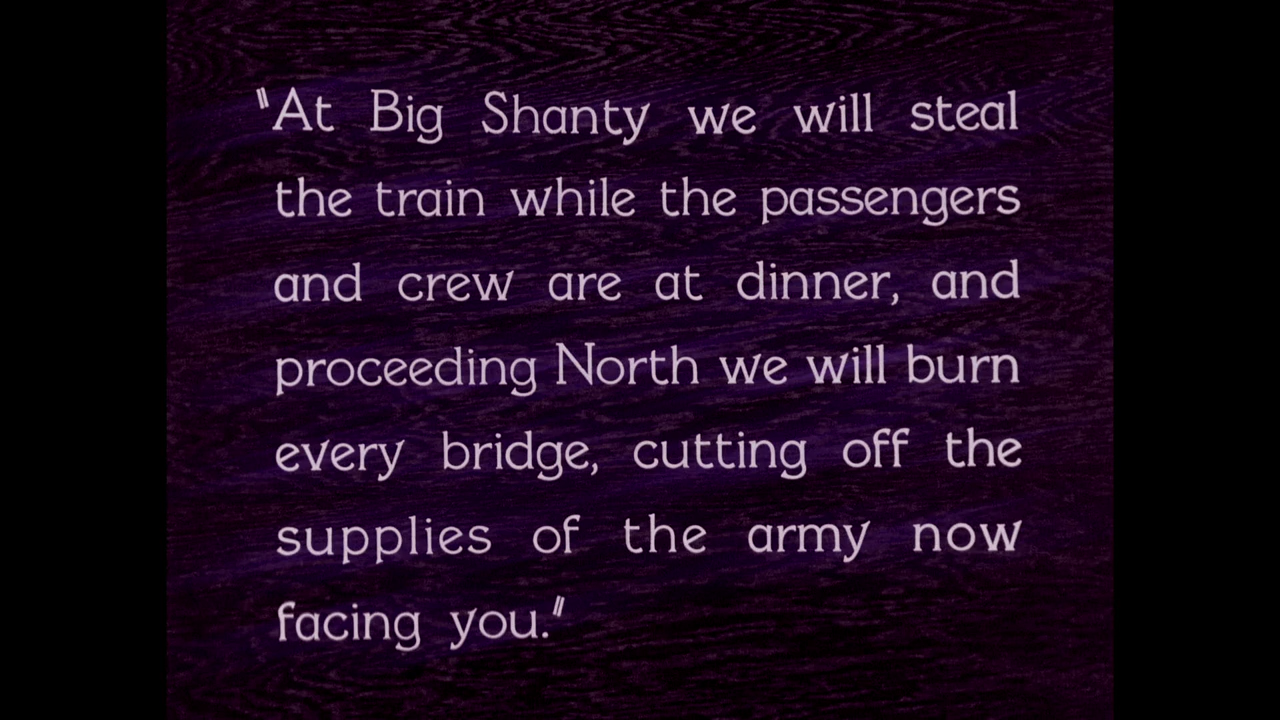 "At Big Shanty we will steal
the train while the passengers
and crew are at dinner, and
proceeding North we will burn
every bridge, cutting off the
supplies of the army now
facing you."